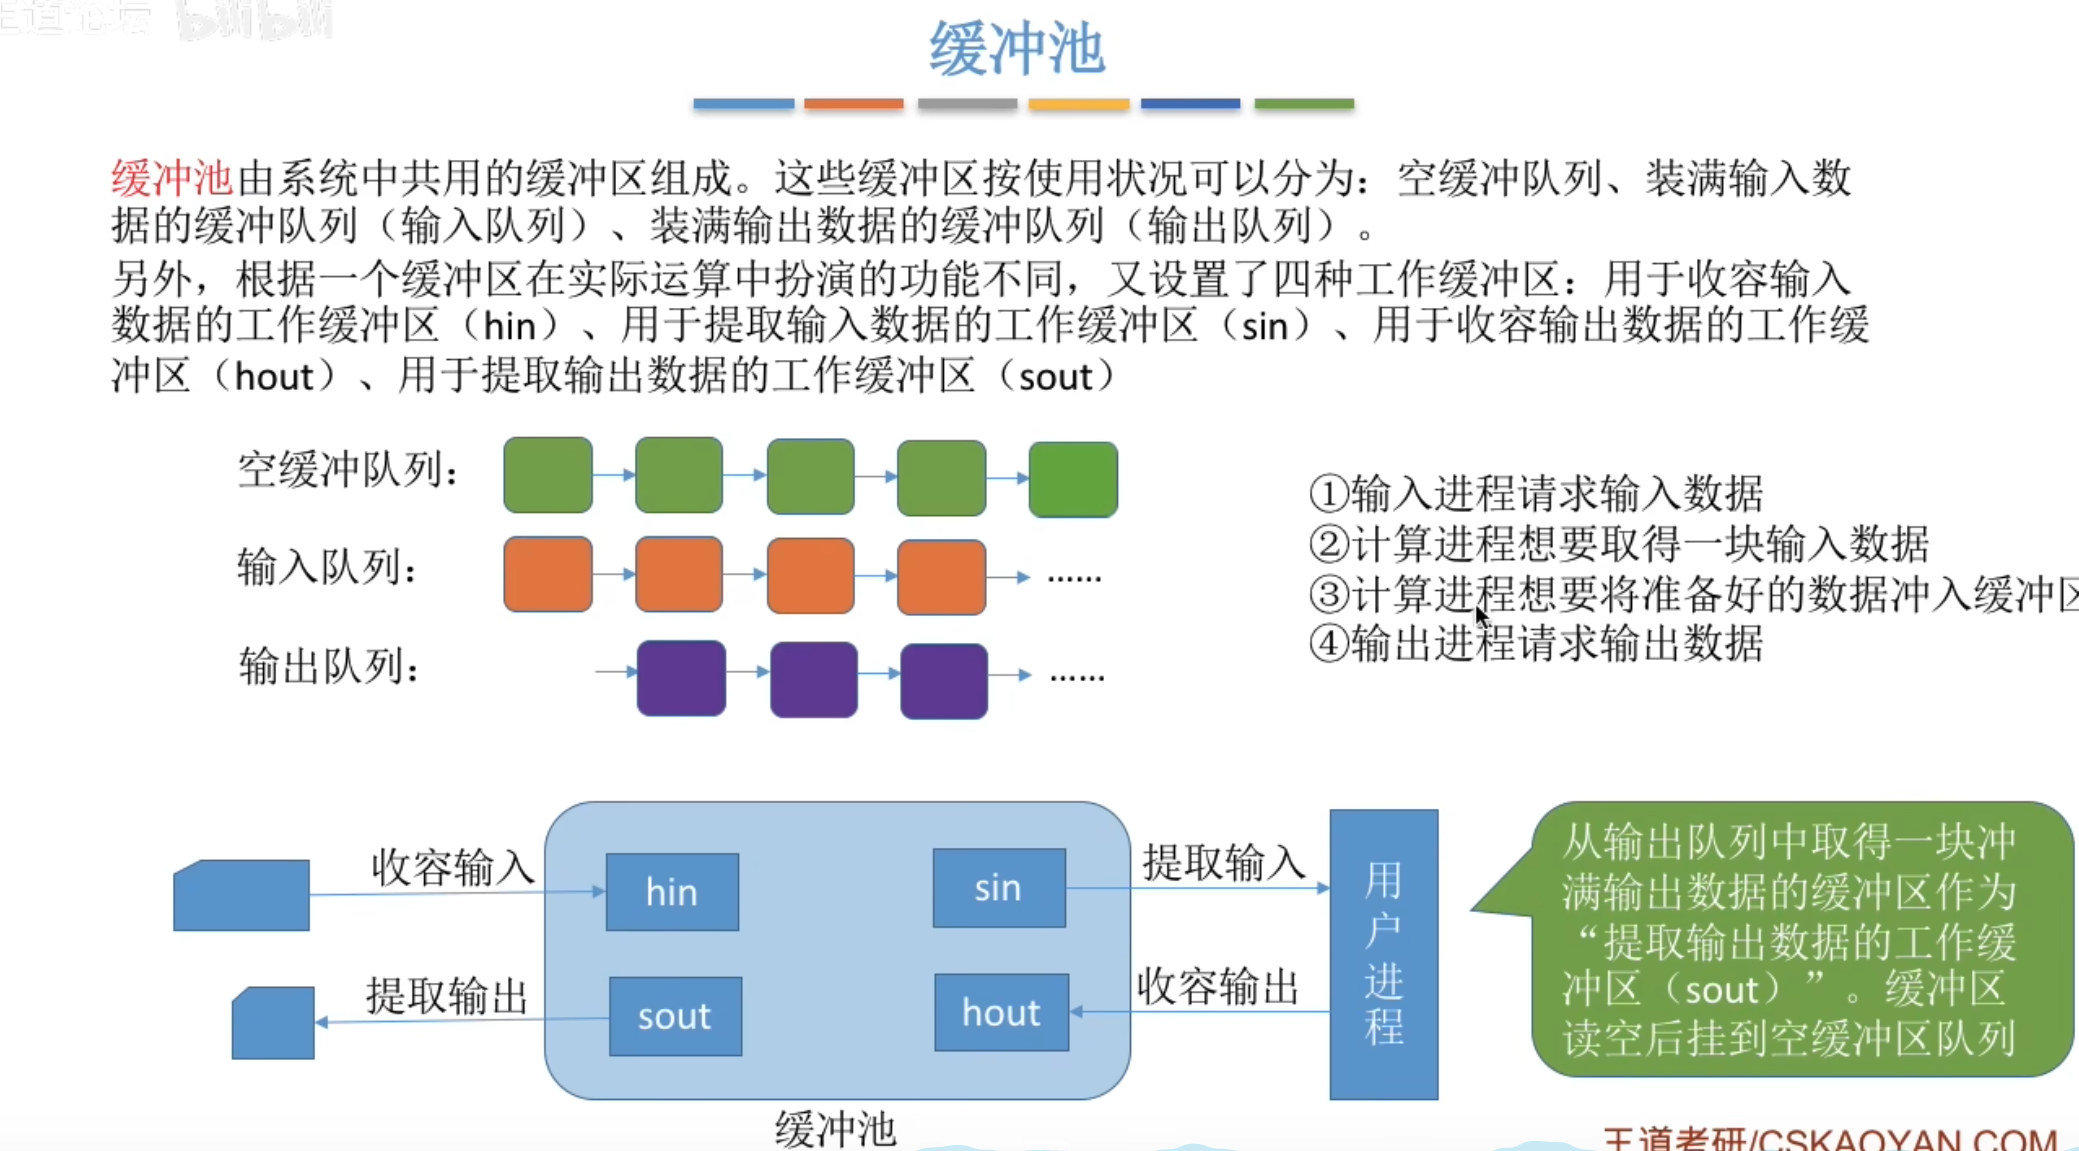 王道论坛 bilibili
缓冲池
缓冲池由系统中共用的缓冲区组成。这些缓冲区按使用状况可以分为：空缓冲队列、装满输入数
据的缓冲队列（输入队列）、装满输出数据的缓冲队列（输出队列）。
另外，根据一个缓冲区在实际运算中扮演的功能不同，又设置了四种工作缓冲区：用于收容输入
数据的工作缓冲区（hin）、用于提取输入数据的工作缓冲区（sin）、用于收容输出数据的工作缓
冲区（hout）、用于提取输出数据的工作缓冲区（sout）
空缓冲队列：
输入队列：
……
输出队列：
……
①输入进程请求输入数据
②计算进程想要取得一块输入数据
③计算进程想要将准备好的数据冲入缓冲区
④输出进程请求输出数据
收容输入
hin
sin
提取输入
提取输出
sout
hout
收容输出
用户进程
缓冲池
从输出队列中取得一块冲
满输出数据的缓冲区作为
“提取输出数据的工作缓
冲区（sout）”。缓冲区
读空后挂到空缓冲区队列
王道考研/CSKAOYAN.COM